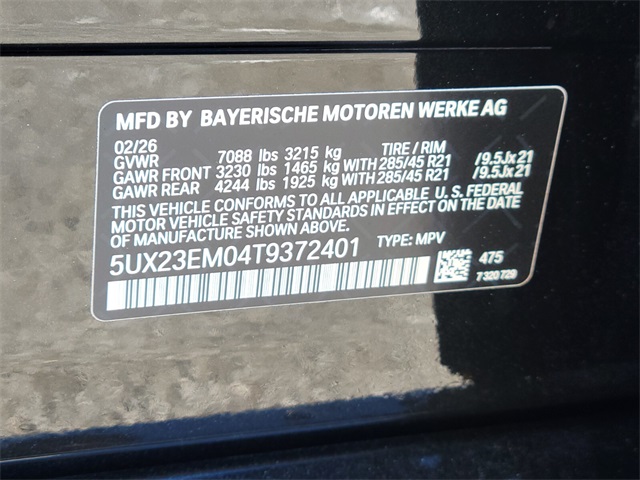 MFD BY BAYERISCHE MOTOREN WERKE AG
02/26
GVWR 7088 lbs 3215 kg TIRE / RIM
GAWR FRONT 3230 lbs 1465 kg WITH 285/45 R21 /9.5Jx21
GAWR REAR 4244 lbs 1925 kg WITH 285/45 R21 /9.5Jx21
THIS VEHICLE CONFORMS TO ALL APPLICABLE U. S. FEDERAL
MOTOR VEHICLE SAFETY STANDARDS IN EFFECT ON THE DATE
OF MANUFACTURE SHOWN ABOVE.
5UX23EM04T9372401 TYPE: MPV
475
7 320 729